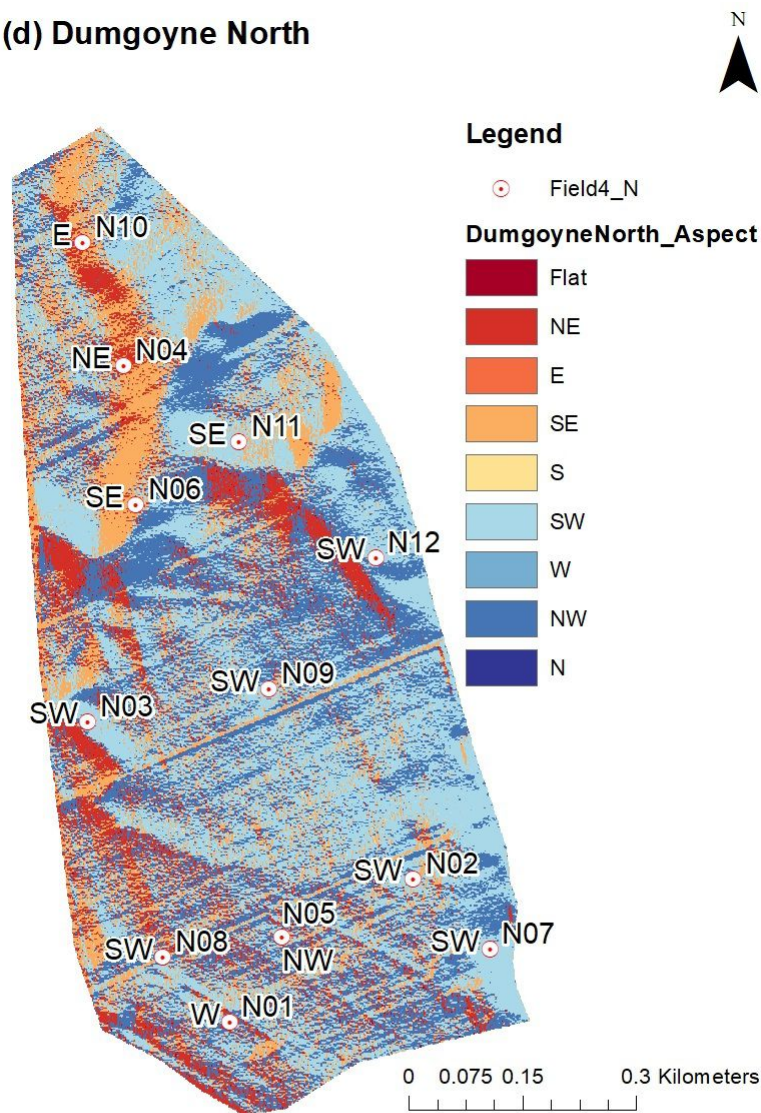 (d) Dumgoyne North
N
Legend
Field4_N
DumgoyneNorth_Aspect
Flat
NE
E
SE
S
SW
W
NW
N
E N10
NE N04
SE N11
SE N06
SW N12
SW N09
SW N03
SW N02
N05
NW
SW N08
SW N07
W N01
0 0.075 0.15 0.3 Kilometers